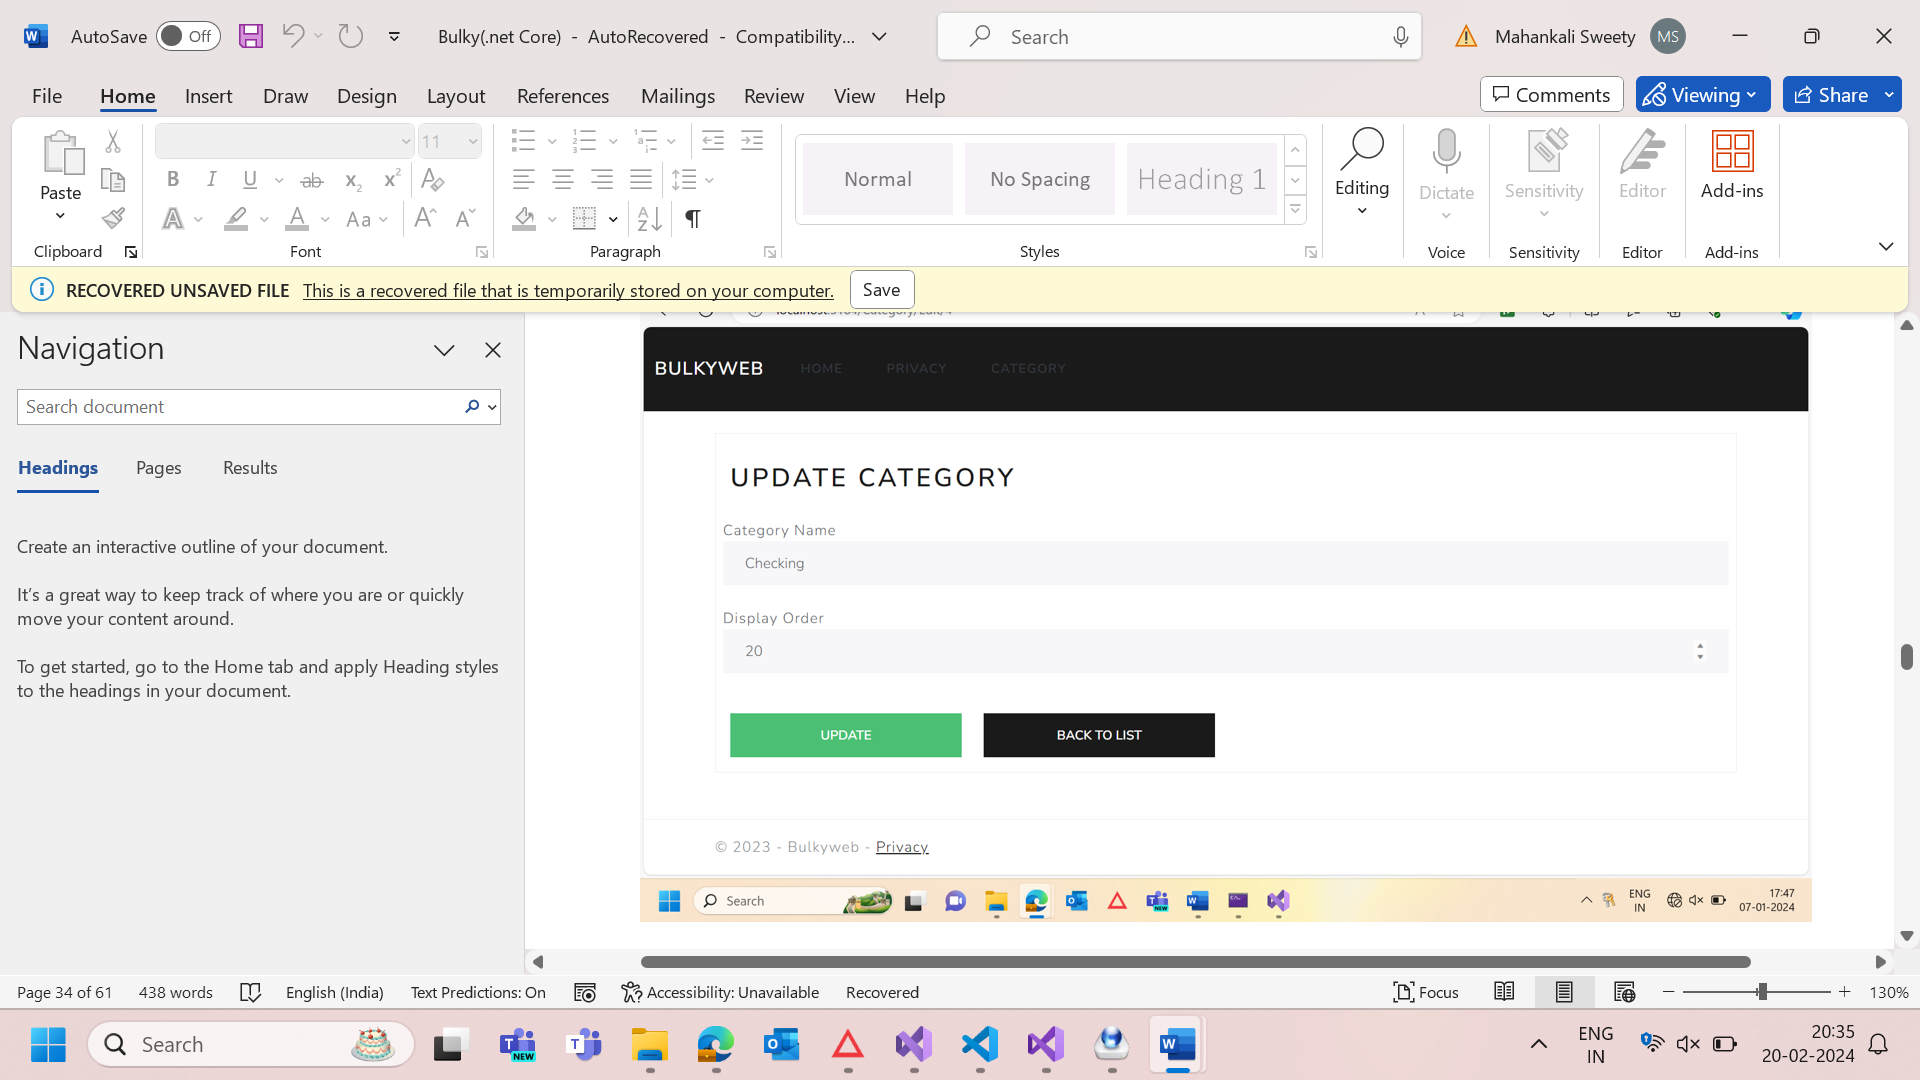 AutoSave Off Bulky(.net Core) - AutoRecovered - Compatibility... Search Mahankali Sweety MS
File Home Insert Draw Design Layout References Mailings Review View Help Comments Viewing Share
Paste
11
B I U ab x2 x2 A
A A Aa A A
Normal No Spacing Heading 1
Editing Dictate Sensitivity Editor Add-ins
Clipboard Font Paragraph Styles Voice Sensitivity Editor Add-ins
RECOVERED UNSAVED FILE This is a recovered file that is temporarily stored on your computer. Save
Navigation
Search document
Headings Pages Results
Create an interactive outline of your document.
It's a great way to keep track of where you are or quickly
move your content around.
To get started, go to the Home tab and apply Heading styles
to the headings in your document.
BULKYWEB HOME PRIVACY CATEGORY
UPDATE CATEGORY
Category Name
Checking
Display Order
20
UPDATE BACK TO LIST
© 2023 - Bulkyweb - Privacy
Search ENG IN 17:47 07-01-2024
Page 34 of 61 438 words English (India) Text Predictions: On Accessibility: Unavailable Recovered Focus 130%
Search ENG IN 20:35 20-02-2024